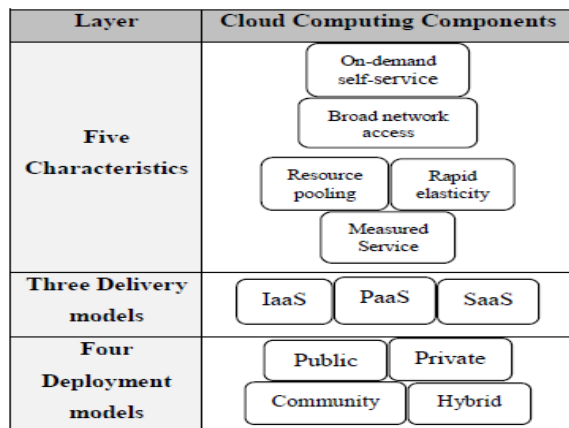 Layer
Cloud Computing Components
Five
Characteristics
On-demand
self-service
Broad network
access
Resource
pooling
Rapid
elasticity
Measured
Service
Three Delivery
models
IaaS
PaaS
SaaS
Four
Deployment
models
Public
Private
Community
Hybrid